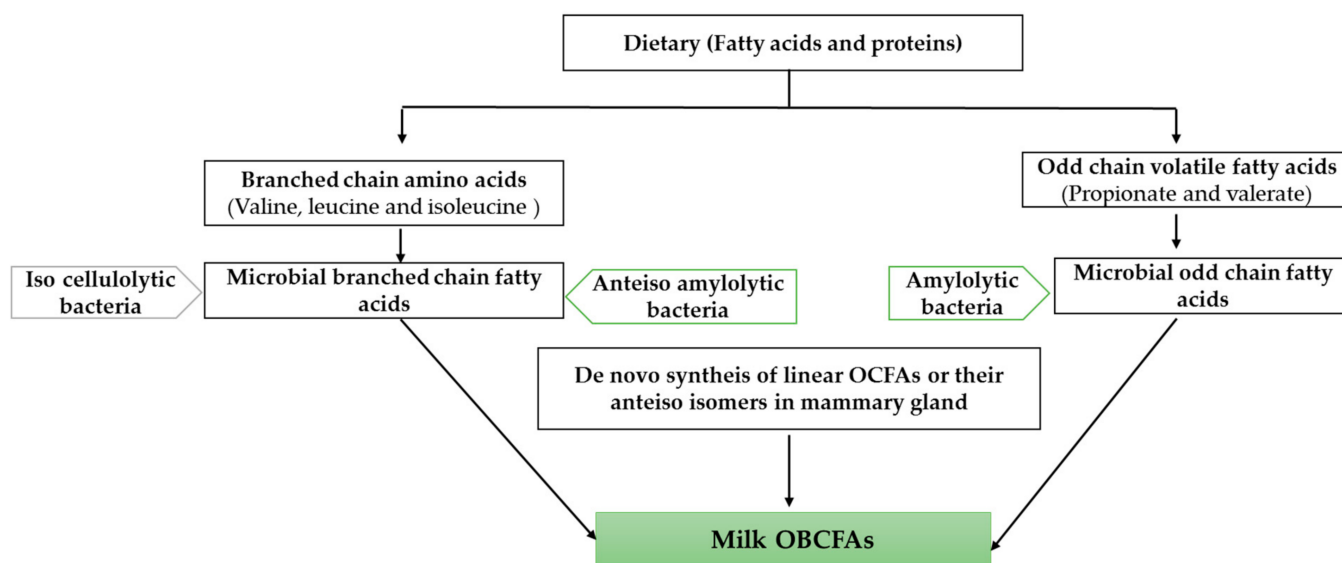 Dietary (Fatty acids and proteins)
Branched chain amino acids
(Valine, leucine and isoleucine )
Odd chain volatile fatty acids
(Propionate and valerate)
Iso cellulolytic
bacteria
Microbial branched chain fatty
acids
Anteiso amylolytic
bacteria
Amylolytic
bacteria
Microbial odd chain fatty
acids
De novo syntheis of linear OCFAs or their
anteiso isomers in mammary gland
Milk OBCFAs